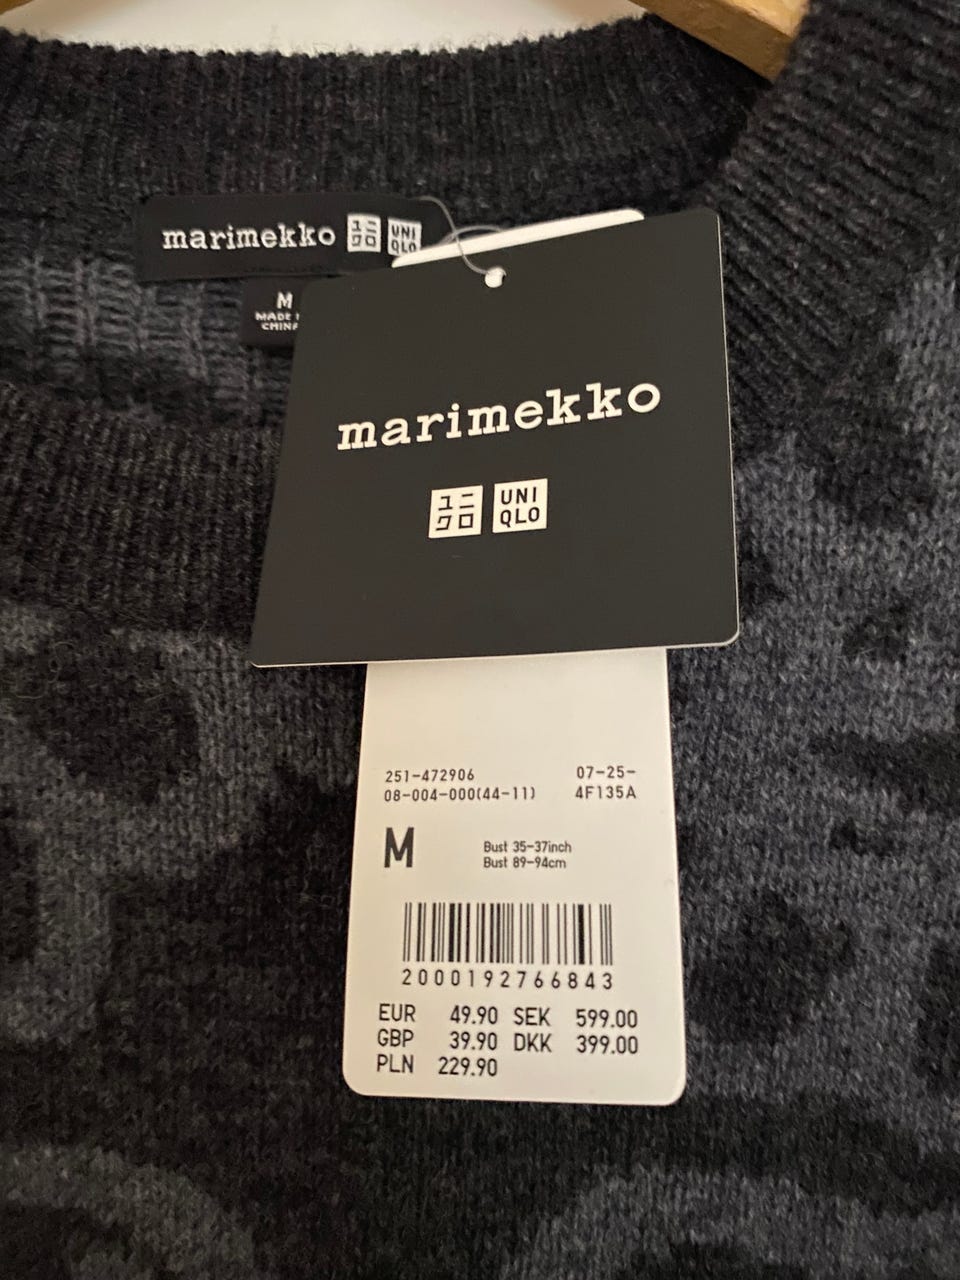 marimekko ユニクロ UNIQLO
M
MADE
CHINA
marimekko
ユニ UNI
クロ QLO
251-472906 07-25-
08-004-000(44-11) 4F135A
M Bust 35-37inch
Bust 89-94cm
2000192766843
EUR 49.90 SEK 599.00
GBP 39.90 DKK 399.00
PLN 229.90